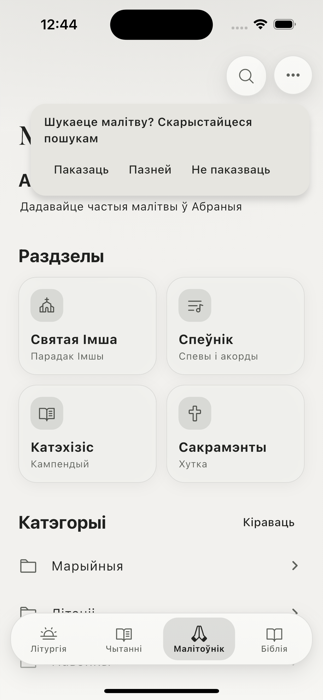 12:44
Шукаеце малітву? Скарыстайцеся
пошукам
Паказаць Пазней Не паказваць
Дадавайце частыя малітвы ў Абраныя
Раздзелы
Святая Імша
Парадак Імшы
Спеўнік
Спевы і акорды
Катэхізіс
Кампендый
Сакрамэнты
Хутка
Катэгорыі Кіраваць
Марыйныя
Літургія Чытанні Малітоўнік Біблія